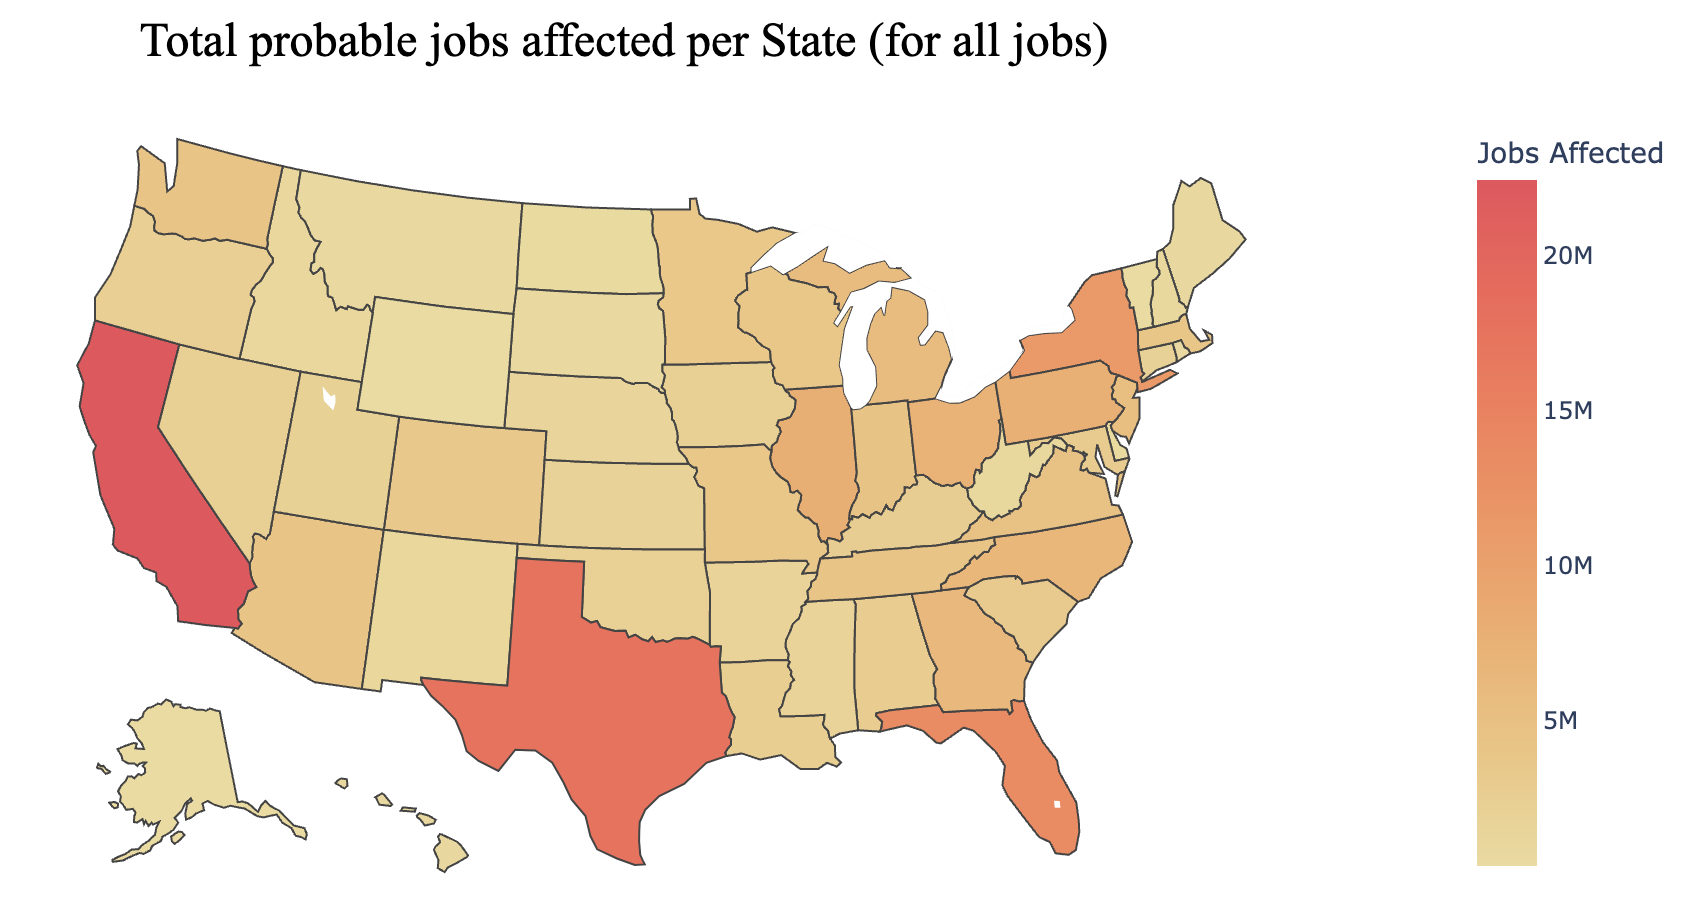 Total probable jobs affected per State (for all jobs)
Jobs Affected
20M
15M
10M
5M